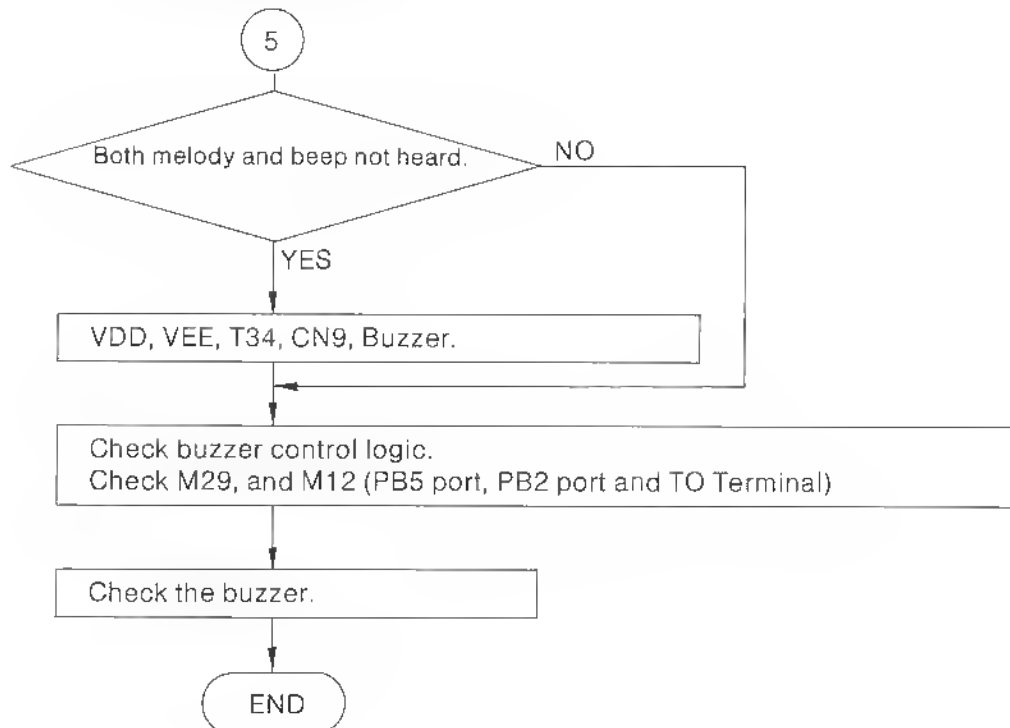 5
Both melody and beep not heard.
NO
YES
VDD, VEE, T34, CN9, Buzzer.
Check buzzer control logic.
Check M29, and M12 (PB5 port, PB2 port and TO Terminal)
Check the buzzer.
END